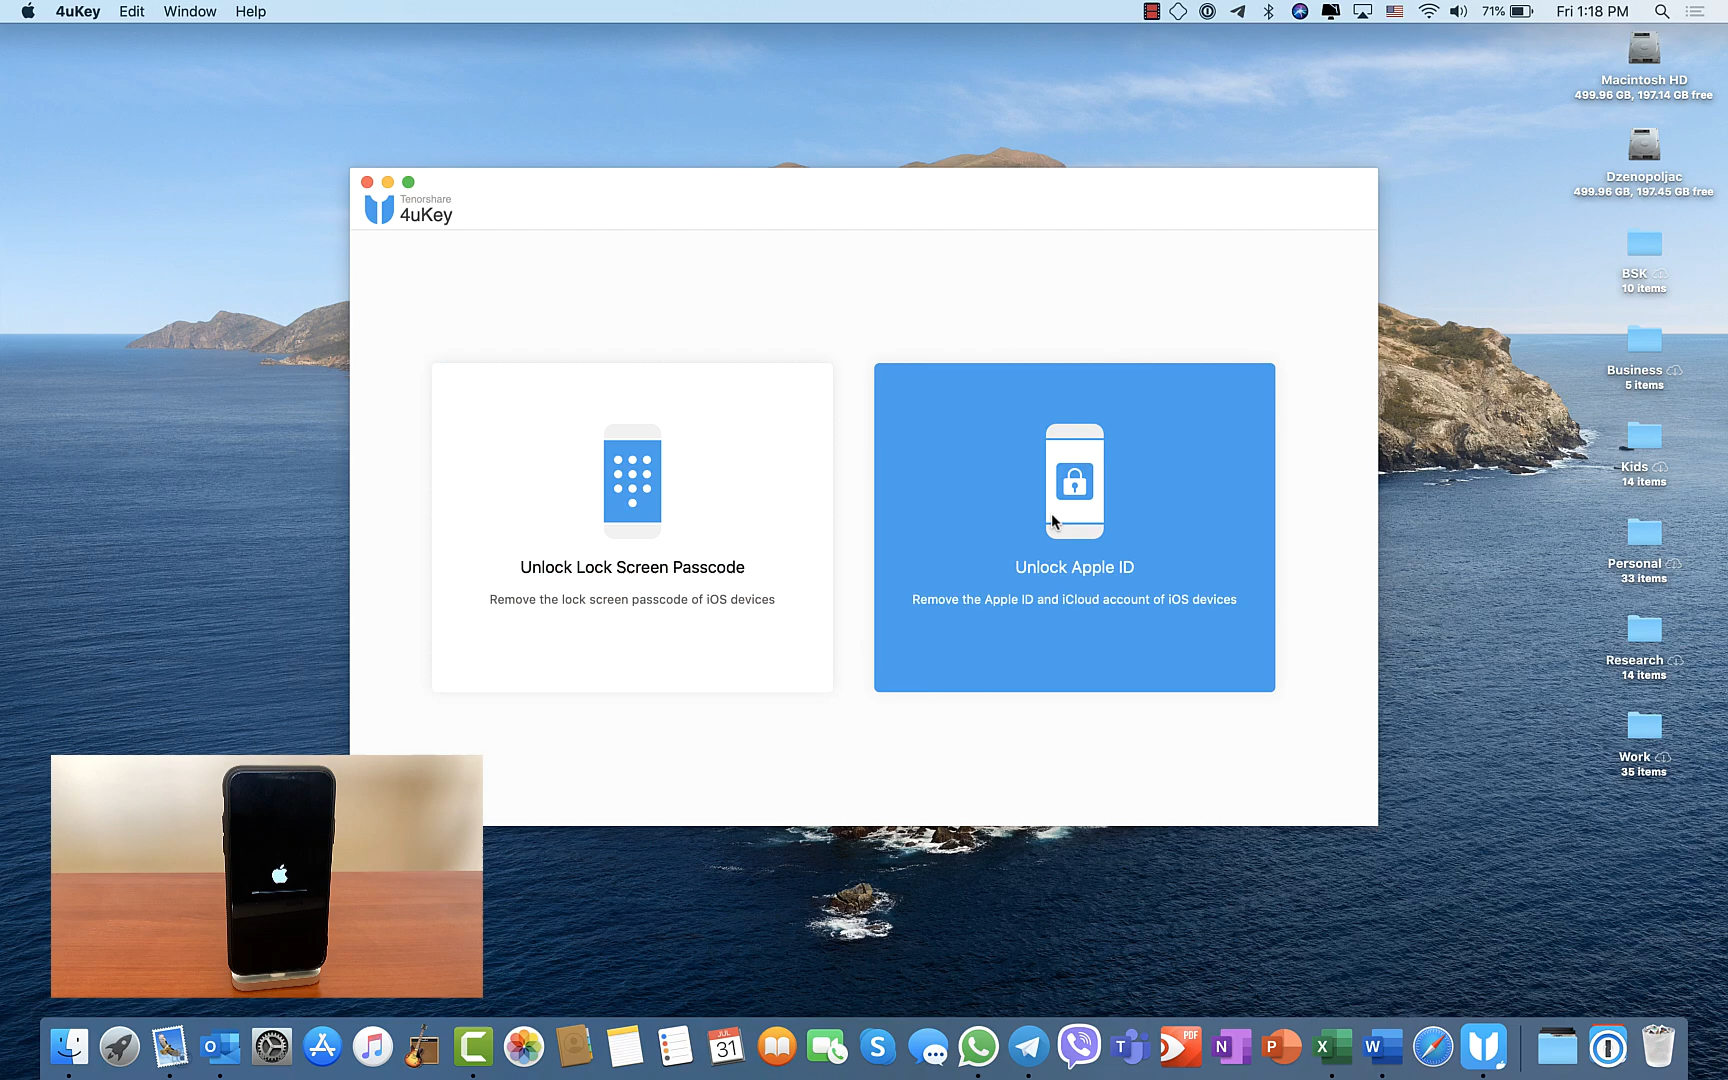 4uKey Edit Window Help
71% Fri 1:18 PM
Macintosh HD
499.96 GB, 197.14 GB free
Dzenopoljac
499.96 GB, 197.45 GB free
BSK
10 items
Business
5 items
Kids
14 items
Personal
33 items
Research
14 items
Work
35 items
Tenorshare
4uKey
Unlock Lock Screen Passcode
Remove the lock screen passcode of iOS devices
Unlock Apple ID
Remove the Apple ID and iCloud account of iOS devices
JUL
31
PDF